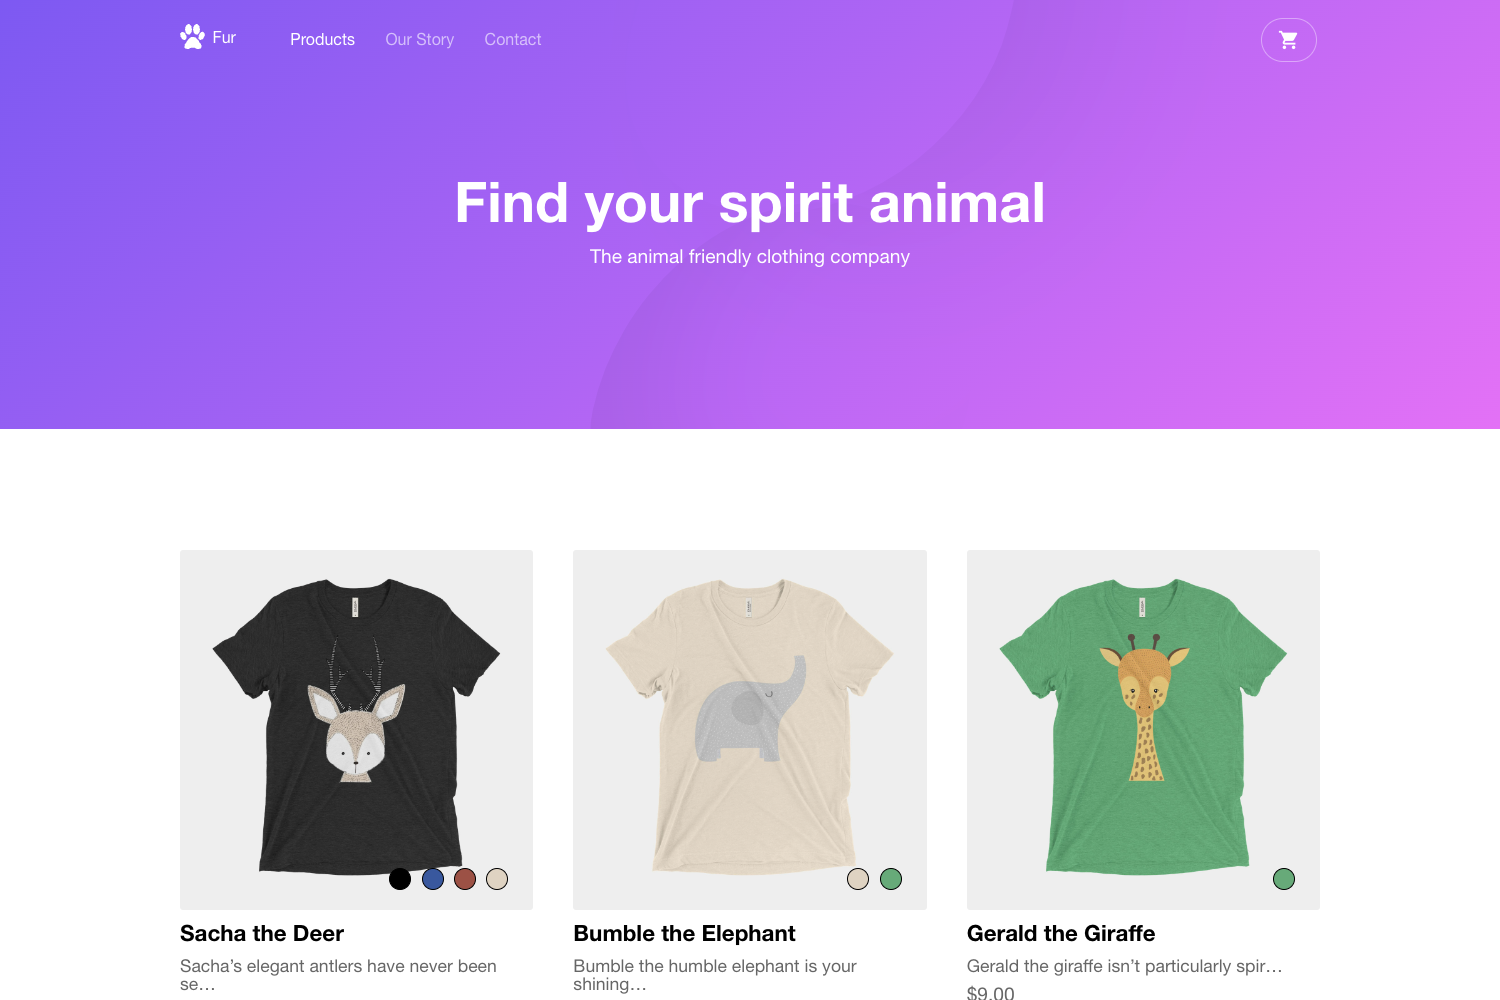 Fur
Products
Our Story
Contact
Find your spirit animal
The animal friendly clothing company
Sacha the Deer
Sacha’s elegant antlers have never been
se…
Bumble the Elephant
Bumble the humble elephant is your
shining…
Gerald the Giraffe
Gerald the giraffe isn’t particularly spir…
$9.00